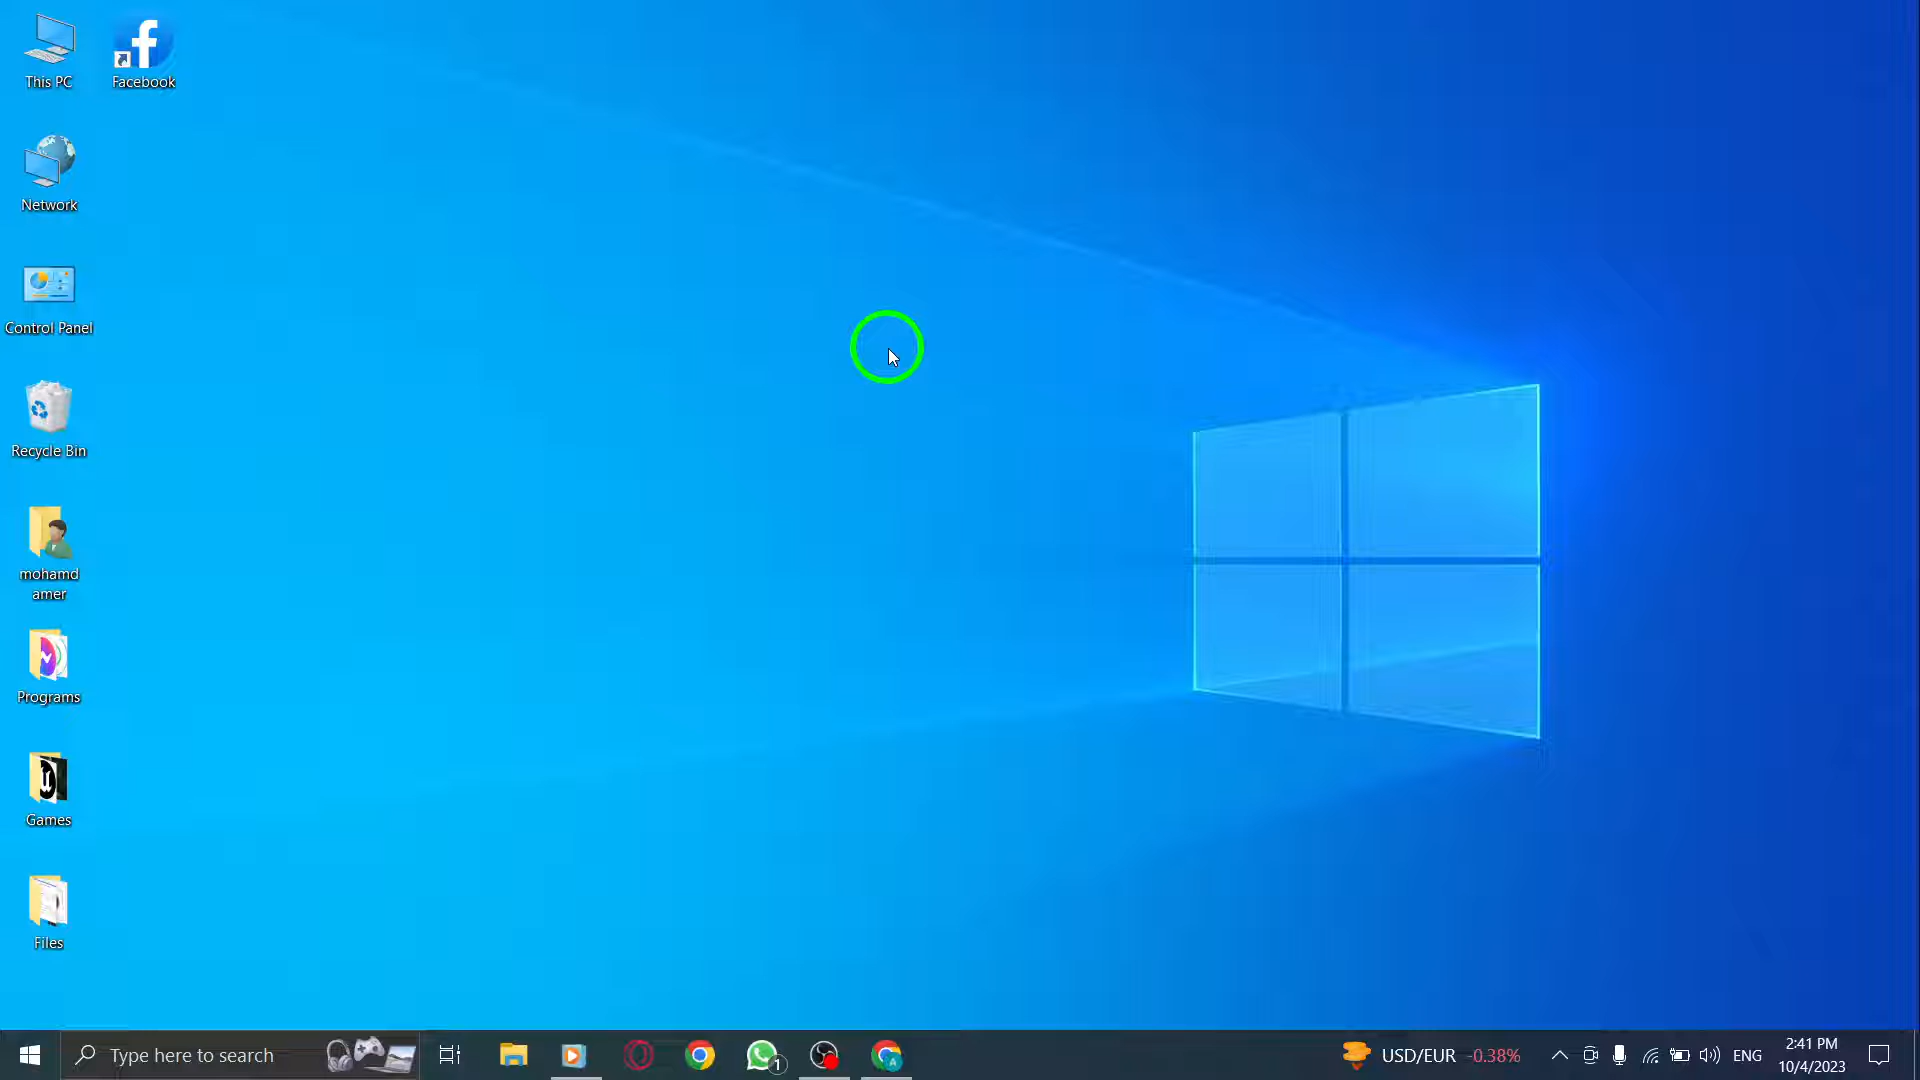 This PC
Facebook
Network
Control Panel
Recycle Bin
mohamd
amer
Programs
Games
Files
Type here to search
1
USD/EUR -0.38%
ENG
2:41 PM
10/4/2023